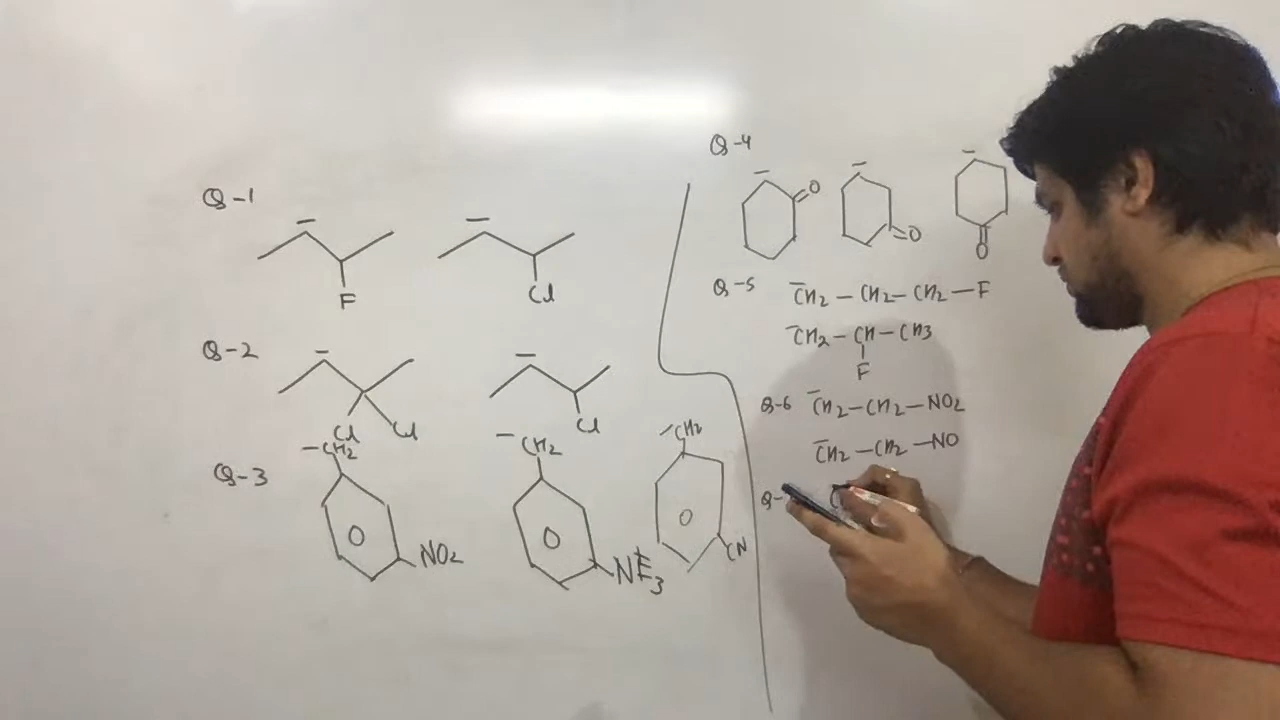 Q-1
F
Cl
Q-2
Cl
Cl
Cl
Q-3
CH2
NO2
CH2
CH2
CN
Q-4
O
O
O
Q-5
CH2 — CH2 — CH2 — F
CH2 — CH — CH3
F
Q-6
CH2 — CH2 — NO2
CH2 — CH2 — NO
Q-